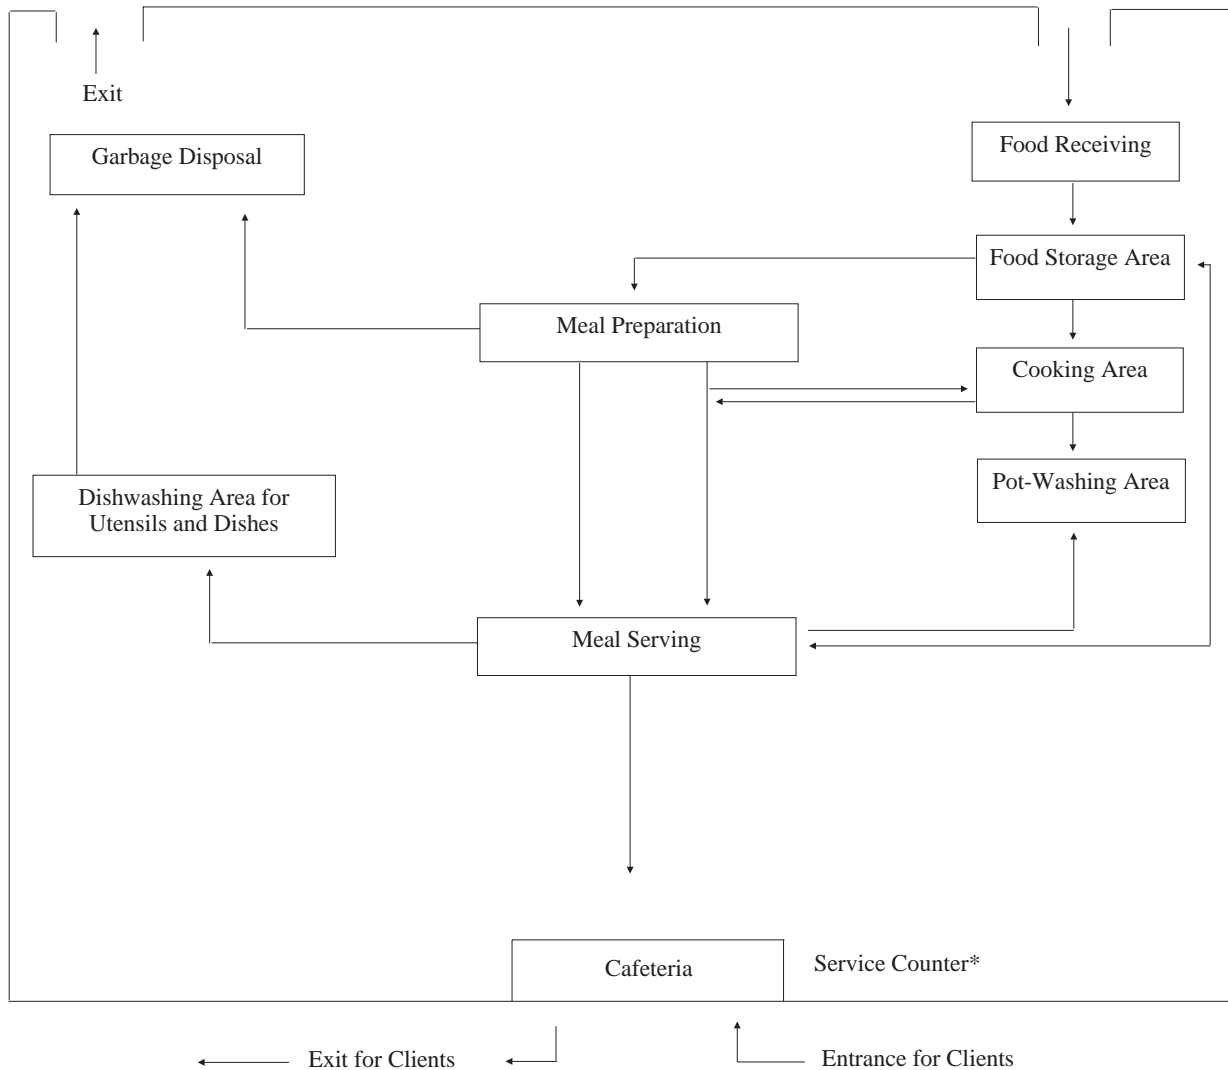 Exit
Garbage Disposal
Food Receiving
Food Storage Area
Meal Preparation
Cooking Area
Pot-Washing Area
Dishwashing Area for
Utensils and Dishes
Meal Serving
Cafeteria
Service Counter*
Exit for Clients
Entrance for Clients